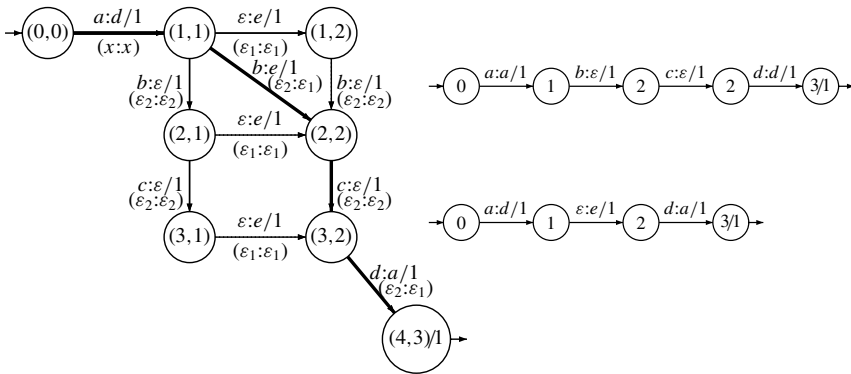 (0,0) a:d/1 (x:x) (1,1) ε:e/1 (ε₁:ε₁) (1,2)
b:ε/1 (ε₂:ε₂) b:e/1 (ε₂:ε₁) b:ε/1 (ε₂:ε₂)
(2,1) ε:e/1 (ε₁:ε₁) (2,2)
c:ε/1 (ε₂:ε₂) c:ε/1 (ε₂:ε₂)
(3,1) ε:e/1 (ε₁:ε₁) (3,2)
d:a/1 (ε₂:ε₁)
(4,3)/1
0 a:a/1 1 b:ε/1 2 c:ε/1 2 d:d/1 3/1
0 a:d/1 1 ε:e/1 2 d:a/1 3/1